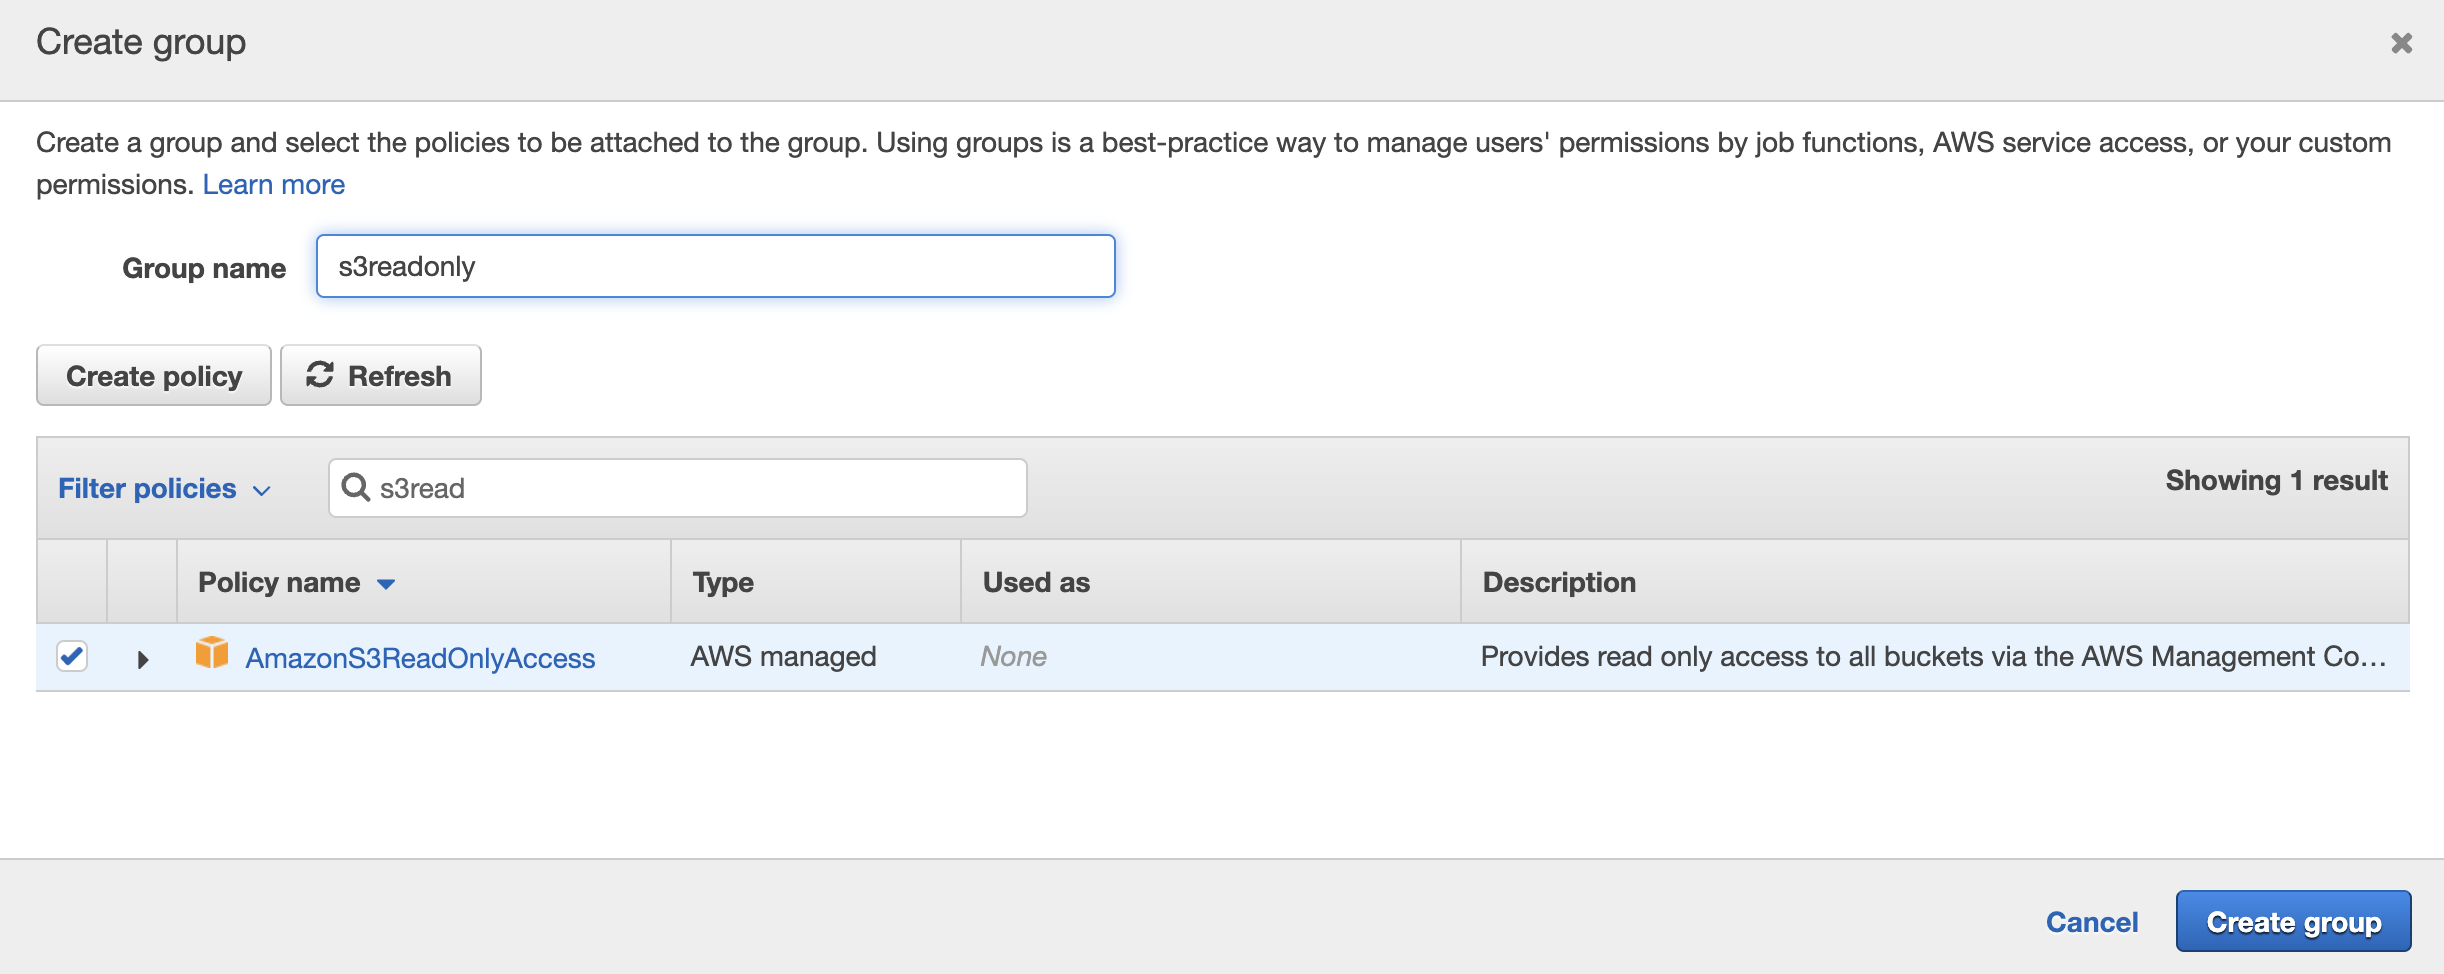 Create group
Create a group and select the policies to be attached to the group. Using groups is a best-practice way to manage users' permissions by job functions, AWS service access, or your custom
permissions. Learn more
Group name s3readonly
Create policy Refresh
Filter policies s3read Showing 1 result
Policy name Type Used as Description
AmazonS3ReadOnlyAccess AWS managed None Provides read only access to all buckets via the AWS Management Co...
Cancel Create group